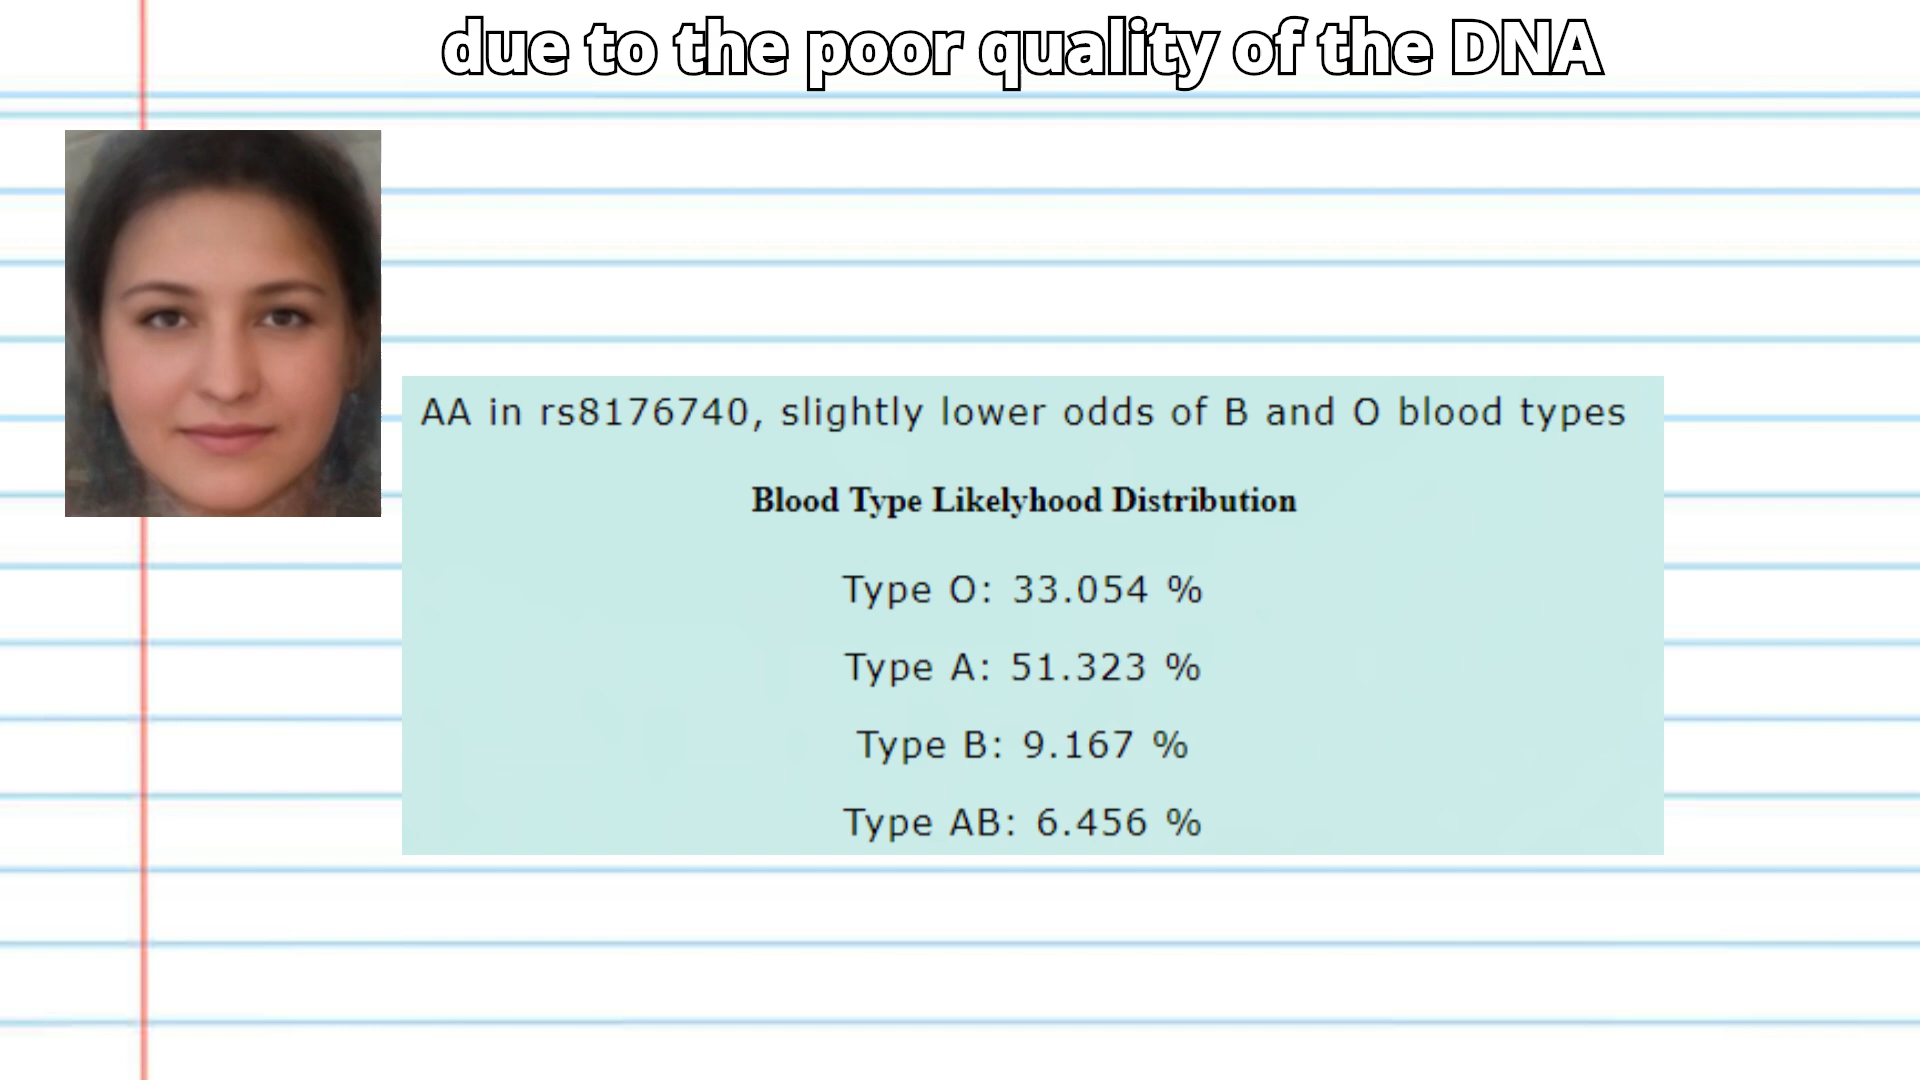 due to the poor quality of the DNA
AA in rs8176740, slightly lower odds of B and O blood types
Blood Type Likelyhood Distribution
Type O: 33.054 %
Type A: 51.323 %
Type B: 9.167 %
Type AB: 6.456 %